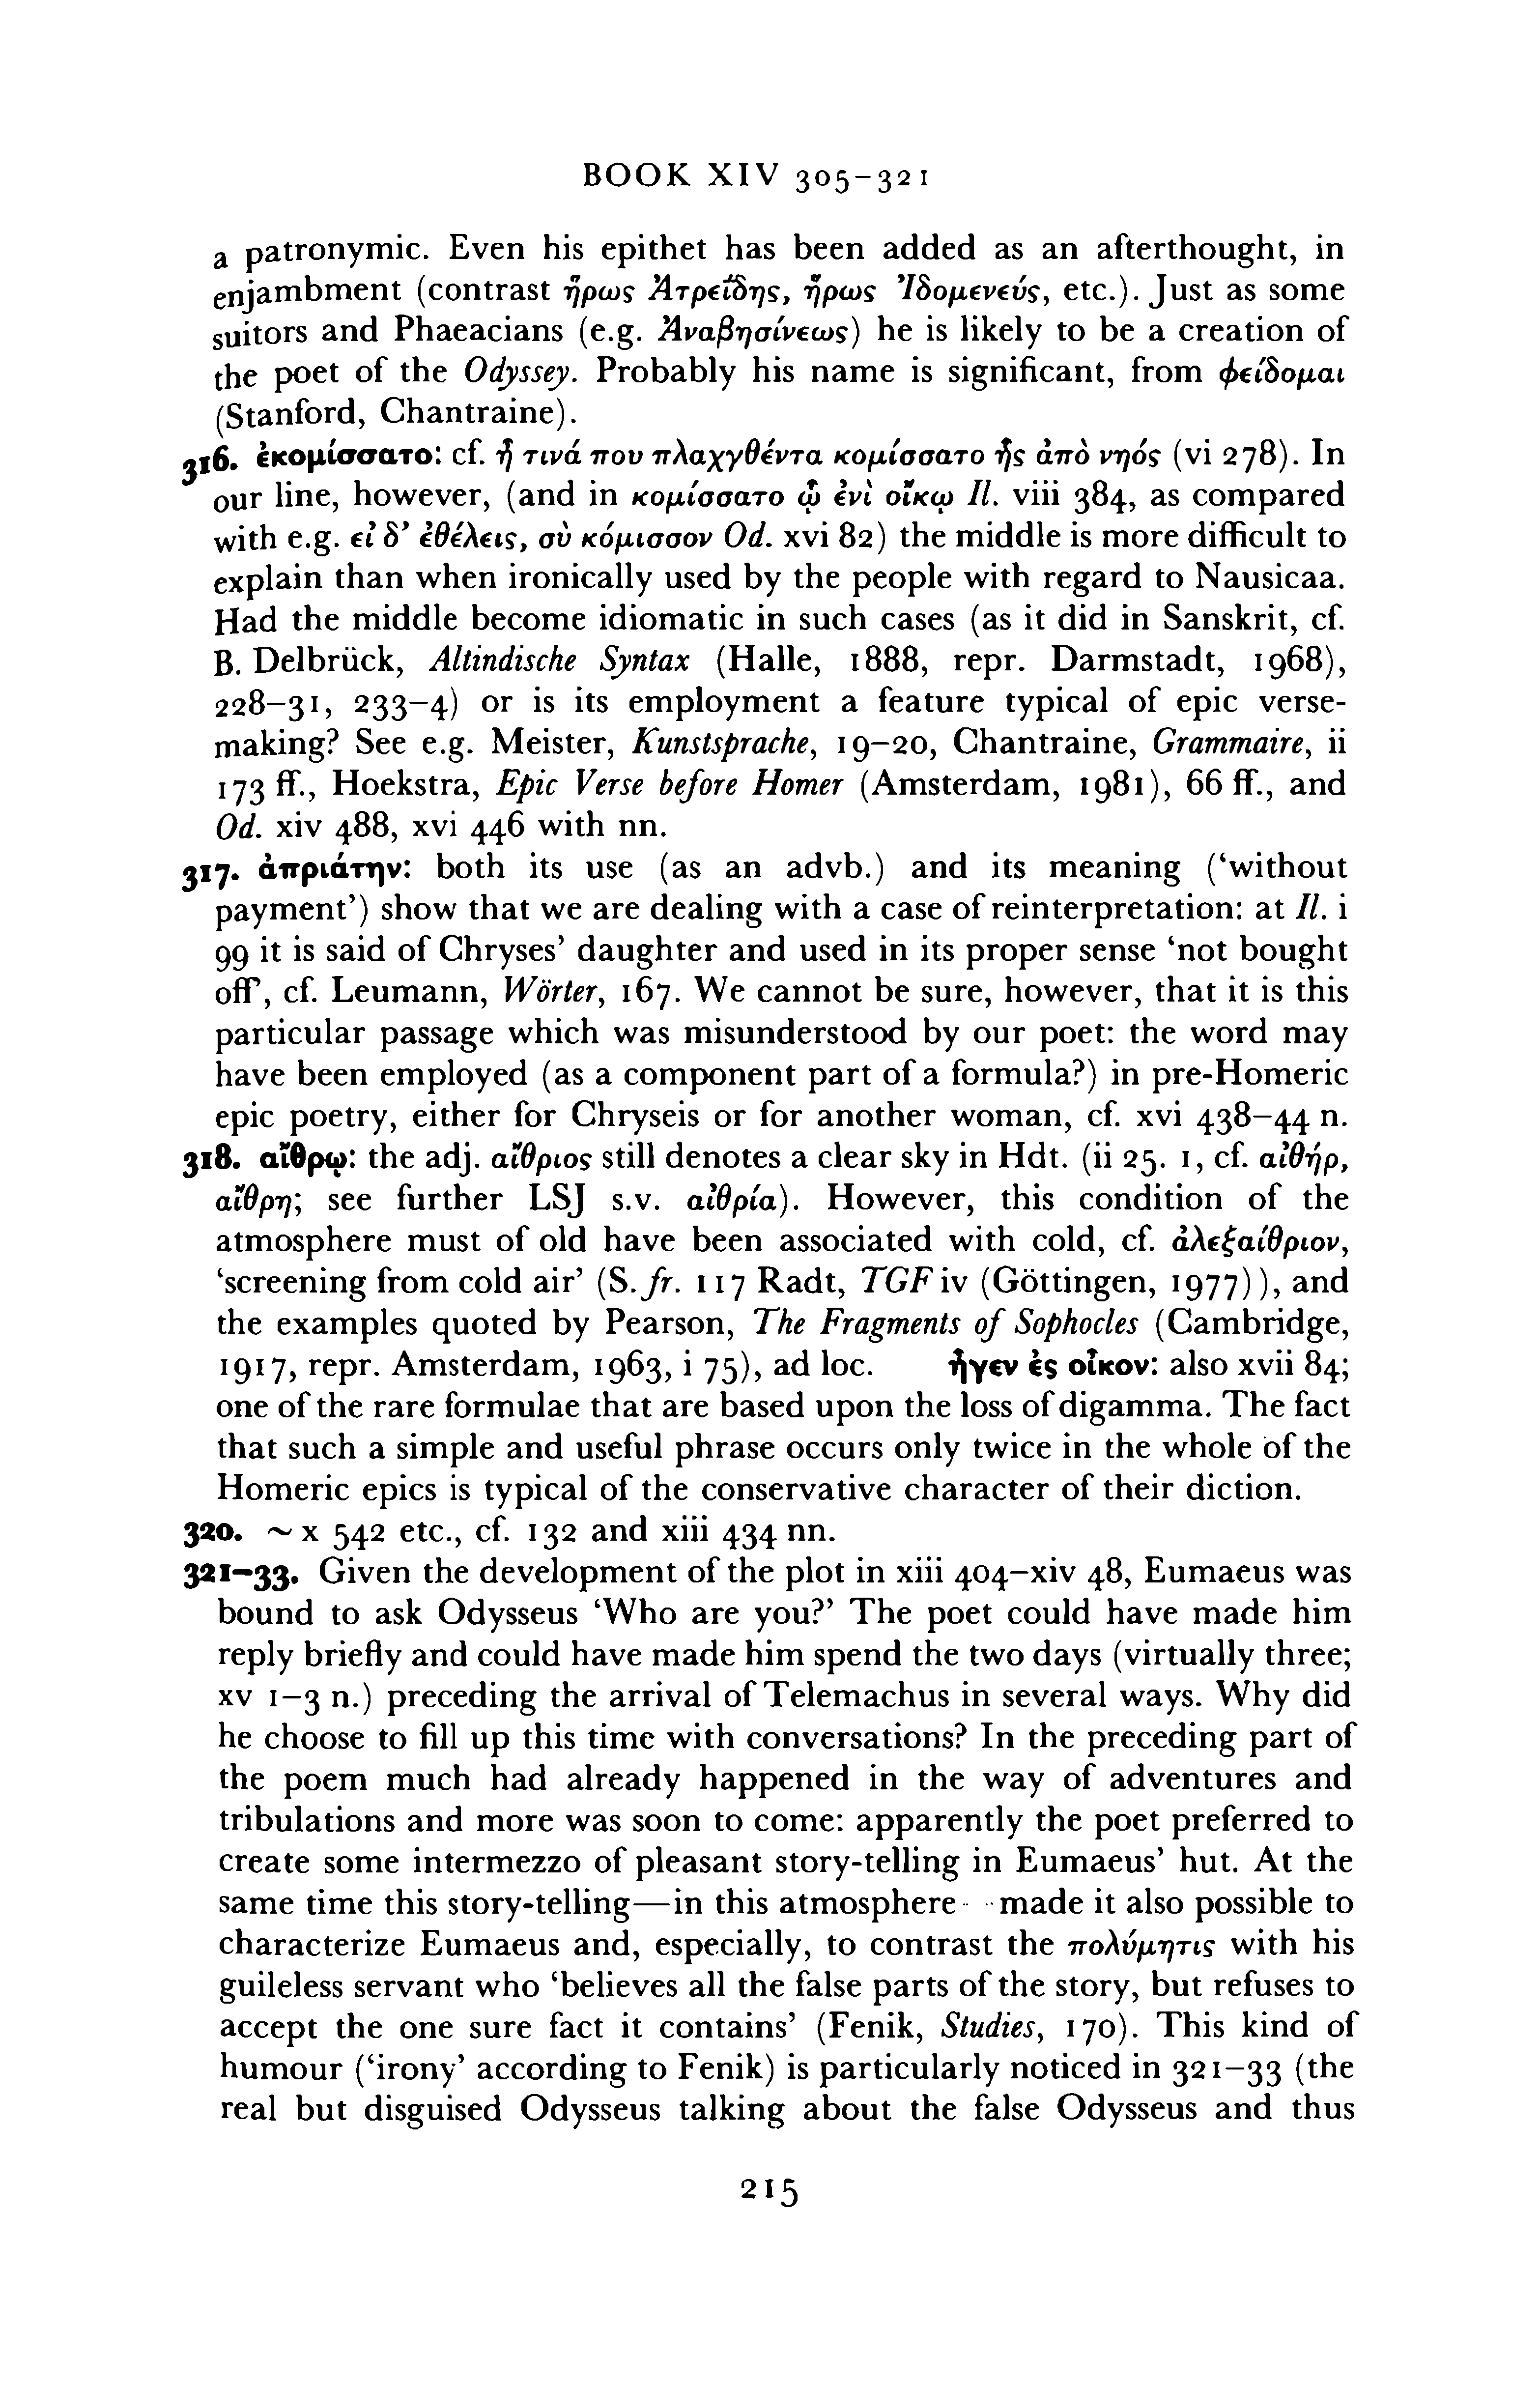 BOOK XIV 305–321
a patronymic. Even his epithet has been added as an afterthought, in
enjambment (contrast ἥρως Ἀτρεΐδης, ἥρως Ἰδομενεύς, etc.). Just as some
suitors and Phaeacians (e.g. Ἀναβησίνεως) he is likely to be a creation of
the poet of the Odyssey. Probably his name is significant, from φείδομαι
(Stanford, Chantraine).
316. ἐκομίσσατο: cf. ἤ τινά που πλαχγθέντα κομίσσατο ἧς ἀπὸ νηός (vi 278). In
our line, however, (and in κομίσσατο ᾧ ἐνὶ οἴκῳ Il. viii 384, as compared
with e.g. εἰ δ’ ἐθέλεις, σὺ κόμισσον Od. xvi 82) the middle is more difficult to
explain than when ironically used by the people with regard to Nausicaa.
Had the middle become idiomatic in such cases (as it did in Sanskrit, cf.
B. Delbrück, Altindische Syntax (Halle, 1888, repr. Darmstadt, 1968),
228–31, 233–4) or is its employment a feature typical of epic verse-
making? See e.g. Meister, Kunstsprache, 19–20, Chantraine, Grammaire, ii
173 ff., Hoekstra, Epic Verse before Homer (Amsterdam, 1981), 66 ff., and
Od. xiv 488, xvi 446 with nn.
317. ἀπριάτην: both its use (as an advb.) and its meaning (‘without
payment’) show that we are dealing with a case of reinterpretation: at Il. i
99 it is said of Chryses’ daughter and used in its proper sense ‘not bought
off’, cf. Leumann, Wörter, 167. We cannot be sure, however, that it is this
particular passage which was misunderstood by our poet: the word may
have been employed (as a component part of a formula?) in pre-Homeric
epic poetry, either for Chryseis or for another woman, cf. xvi 438–44 n.
318. αἴθρῳ: the adj. αἴθριος still denotes a clear sky in Hdt. (ii 25. 1, cf. αἰθήρ,
αἴθρη; see further LSJ s.v. αἰθρία). However, this condition of the
atmosphere must of old have been associated with cold, cf. ἀλεξαίθριον,
‘screening from cold air’ (S. fr. 117 Radt, TGF iv (Göttingen, 1977)), and
the examples quoted by Pearson, The Fragments of Sophocles (Cambridge,
1917, repr. Amsterdam, 1963, i 75), ad loc. ἦγεν ἐς οἶκον: also xvii 84;
one of the rare formulae that are based upon the loss of digamma. The fact
that such a simple and useful phrase occurs only twice in the whole of the
Homeric epics is typical of the conservative character of their diction.
320. ~ x 542 etc., cf. 132 and xiii 434 nn.
321–33. Given the development of the plot in xiii 404–xiv 48, Eumaeus was
bound to ask Odysseus ‘Who are you?’ The poet could have made him
reply briefly and could have made him spend the two days (virtually three;
xv 1–3 n.) preceding the arrival of Telemachus in several ways. Why did
he choose to fill up this time with conversations? In the preceding part of
the poem much had already happened in the way of adventures and
tribulations and more was soon to come: apparently the poet preferred to
create some intermezzo of pleasant story-telling in Eumaeus’ hut. At the
same time this story-telling—in this atmosphere—made it also possible to
characterize Eumaeus and, especially, to contrast the πολύμητις with his
guileless servant who ‘believes all the false parts of the story, but refuses to
accept the one sure fact it contains’ (Fenik, Studies, 170). This kind of
humour (‘irony’ according to Fenik) is particularly noticed in 321–33 (the
real but disguised Odysseus talking about the false Odysseus and thus
215